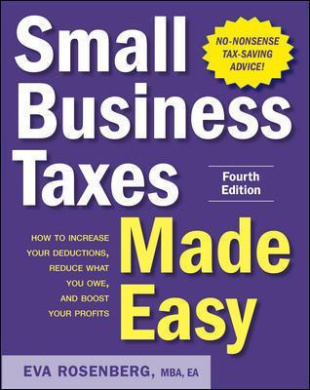 Small
Business
Taxes
Made
Easy
NO-NONSENSE
TAX-SAVING
ADVICE!
Fourth
Edition
HOW TO INCREASE
YOUR DEDUCTIONS,
REDUCE WHAT
YOU OWE,
AND BOOST
YOUR PROFITS
EVA ROSENBERG, MBA, EA